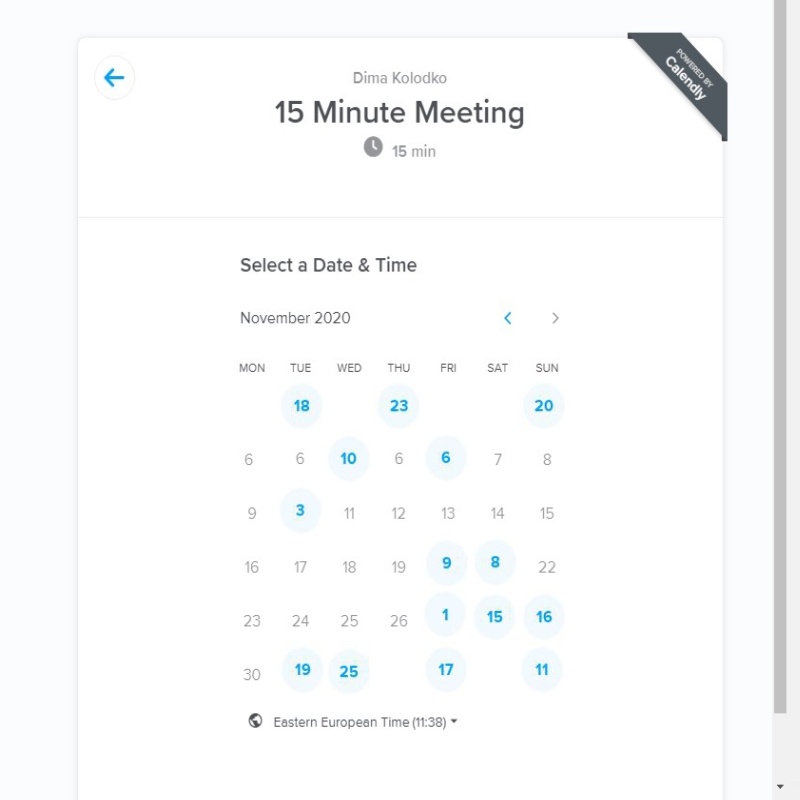 Dima Kolodko
POWERED BY
Calendly
15 Minute Meeting
15 min
Select a Date & Time
November 2020
MON TUE WED THU FRI SAT SUN
18 23 20
6 6 10 6 6 7 8
9 3 11 12 13 14 15
16 17 18 19 9 8 22
23 24 25 26 1 15 16
30 19 25 17 11
Eastern European Time (11:38)